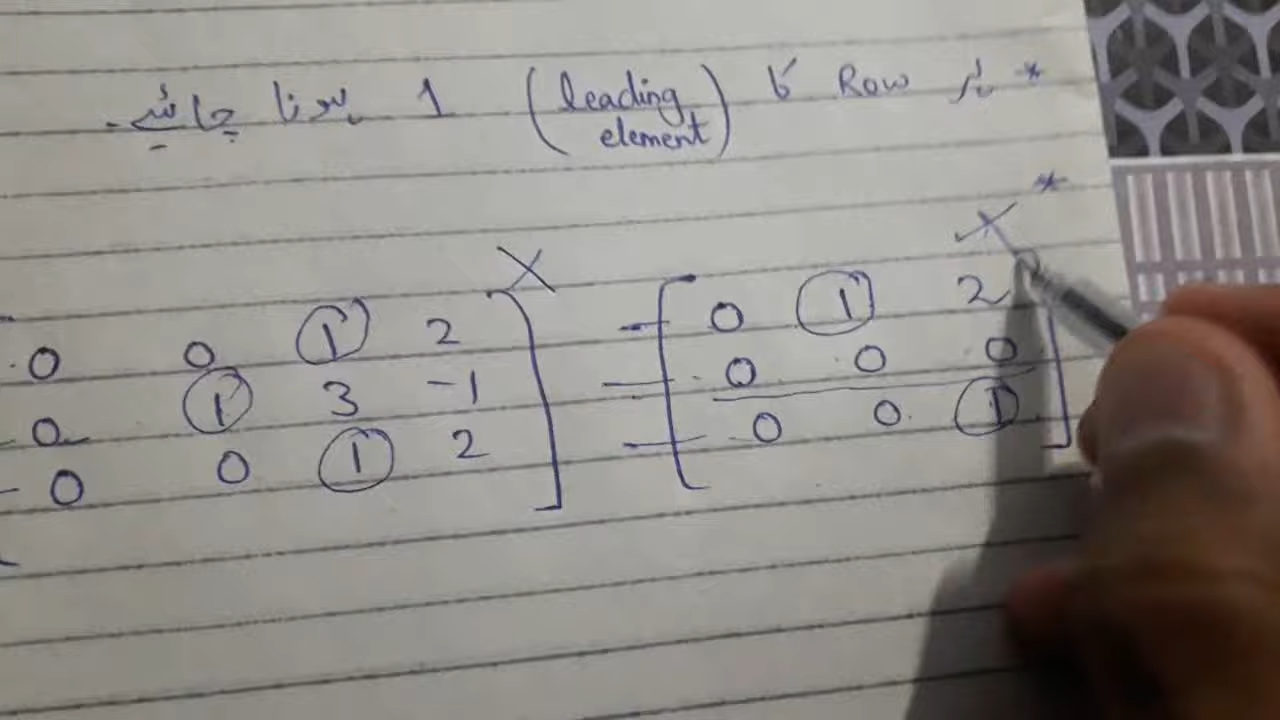 * ہر Row کا (leading element) 1 ہونا چاہئے۔
*
X X
0 0 1 2
0 1 3 -1
0 0 1 2
0 1 2
0 0 0
0 0 1